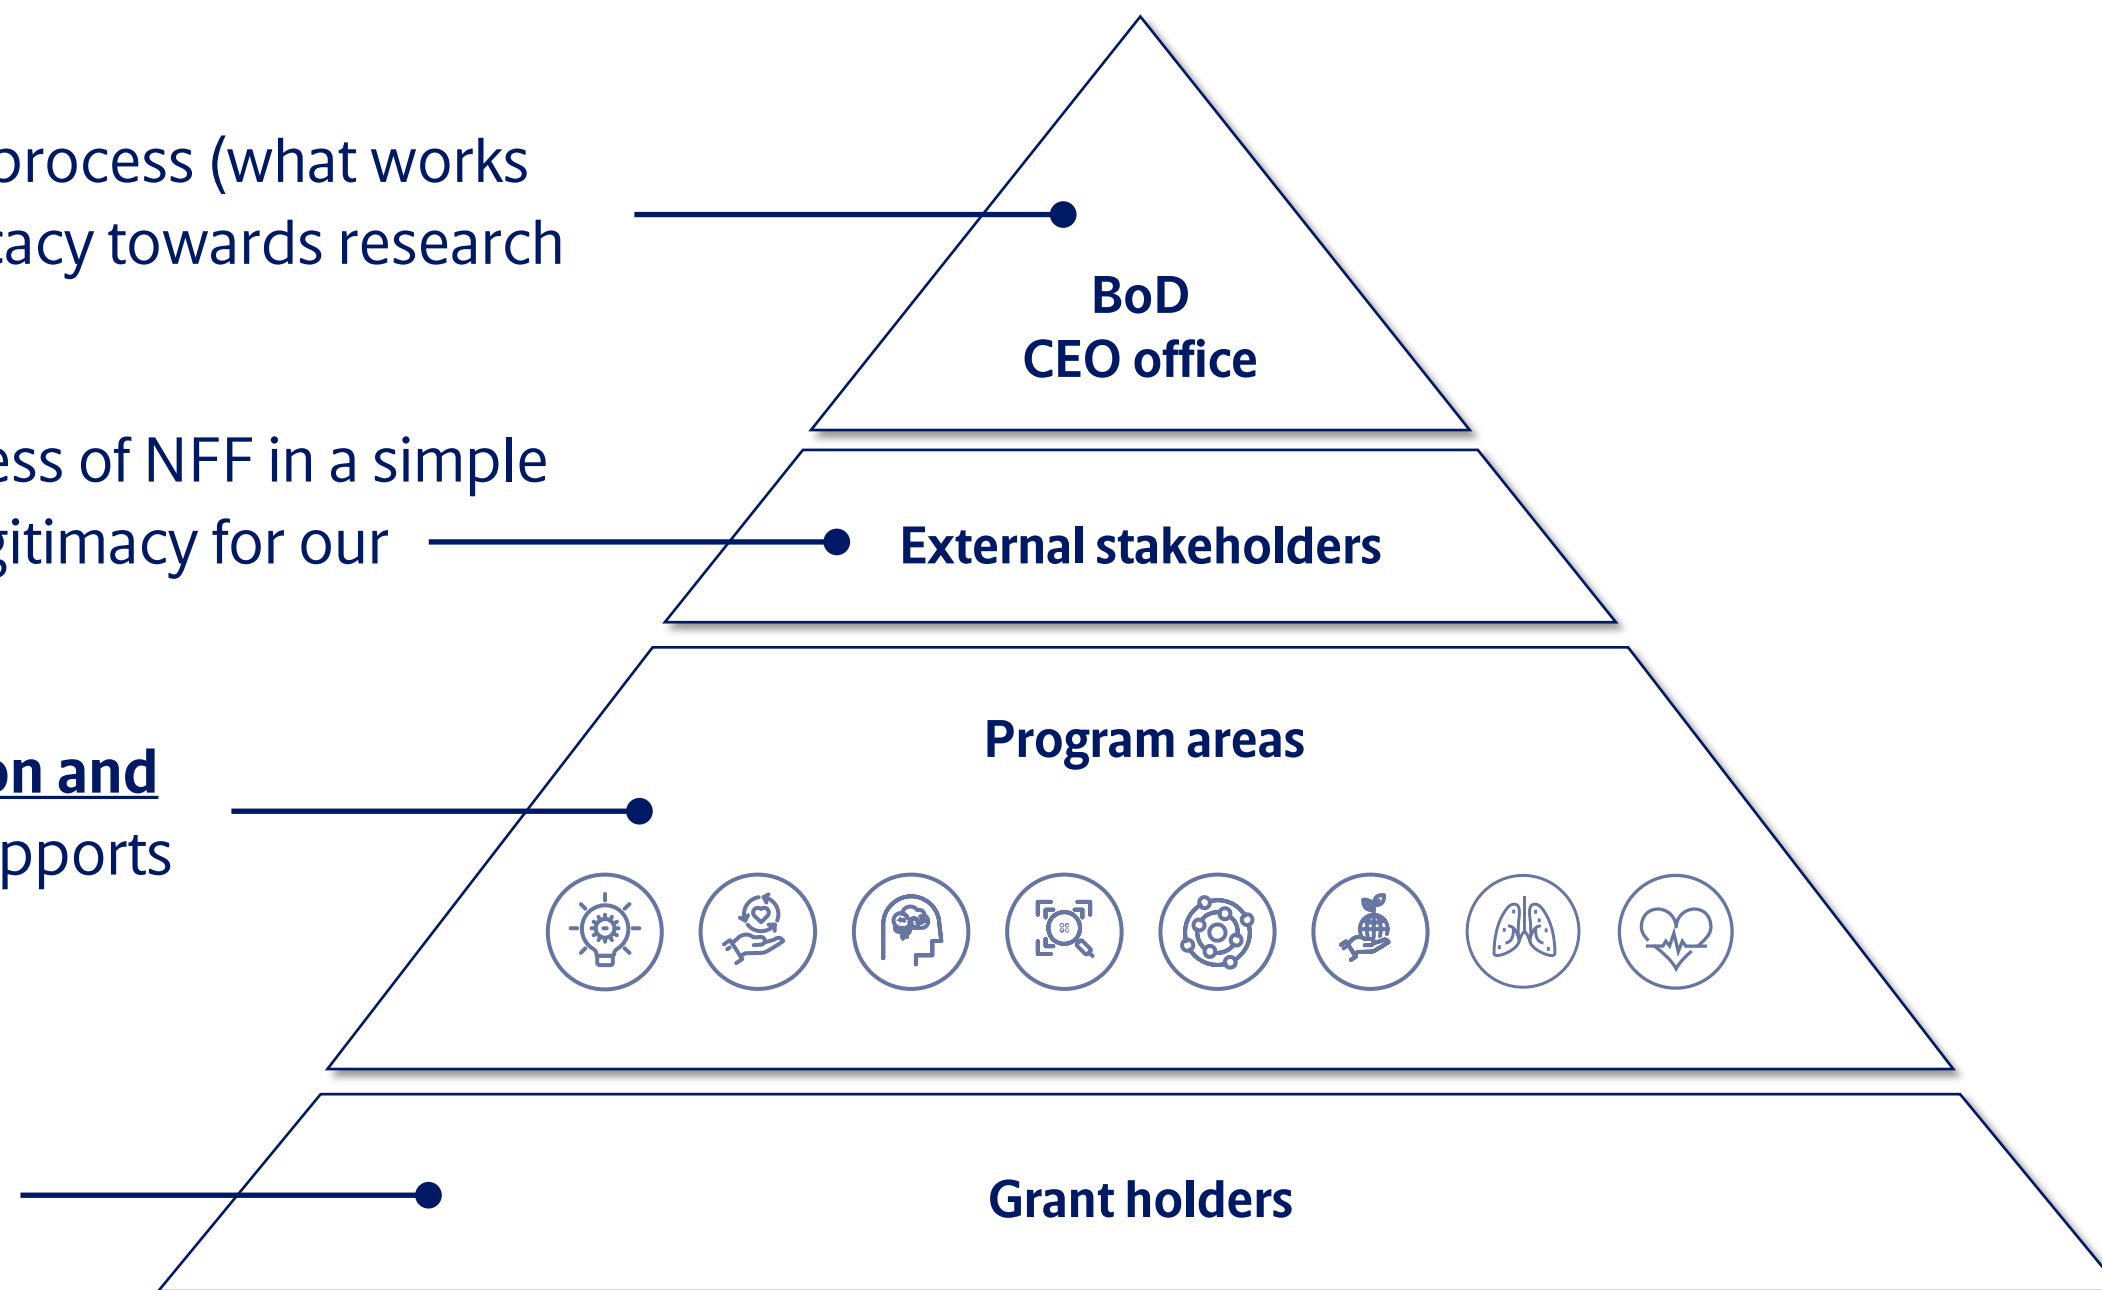 process (what works
cacy towards research
BoD
CEO office
ess of NFF in a simple
gitimacy for our
External stakeholders
on and
pports
Program areas
Grant holders